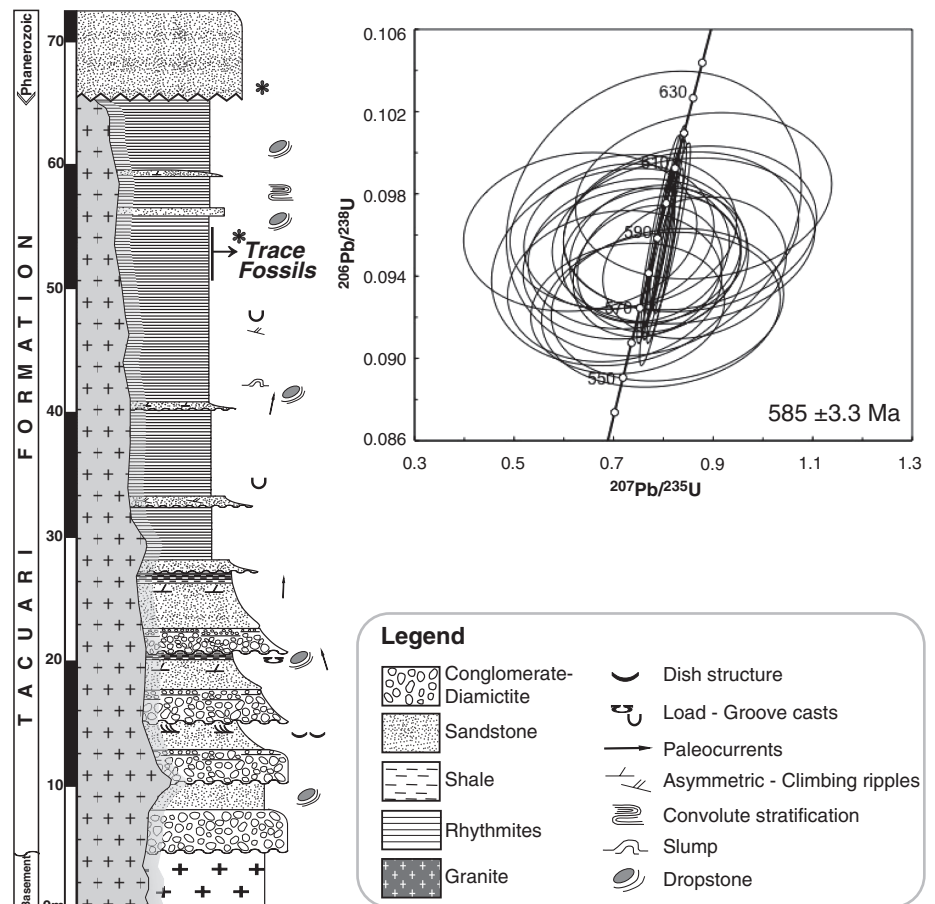 Phanerozoic
TACUARI FORMATION
Basement
70
60
50
40
30
20
10
0m
*
*
Trace
Fossils
0.106
0.102
0.098
0.094
0.090
0.086
206Pb/238U
630
610
590
570
550
585 ±3.3 Ma
0.3 0.5 0.7 0.9 1.1 1.3
207Pb/235U
Legend
Conglomerate-
Diamictite
Sandstone
Shale
Rhythmites
Granite
Dish structure
Load - Groove casts
Paleocurrents
Asymmetric - Climbing ripples
Convolute stratification
Slump
Dropstone